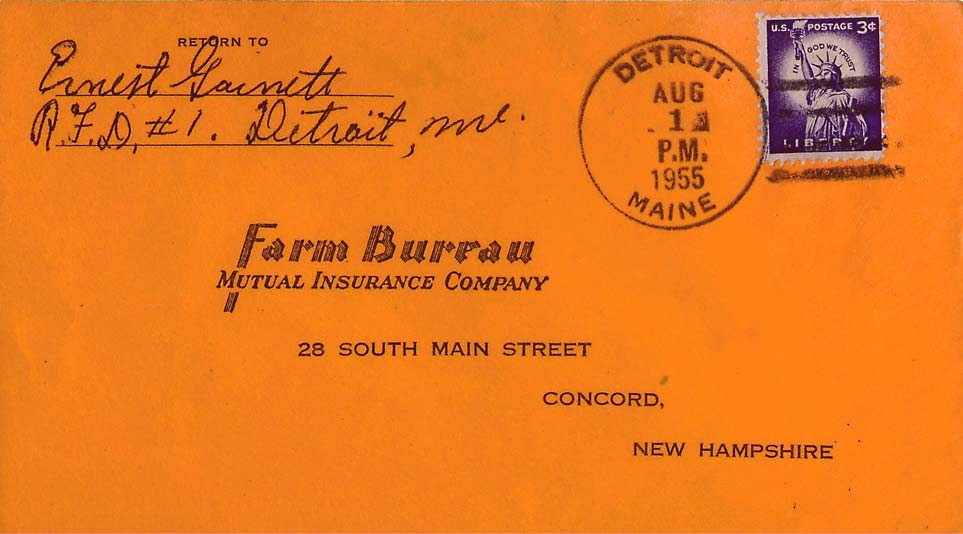 RETURN TO
Ernest Garnett
R.F.D. #1. Detroit, Me.
DETROIT
AUG
1
P.M.
1955
MAINE
U.S. POSTAGE 3¢
IN GOD WE TRUST
LIBERTY
Farm Bureau
MUTUAL INSURANCE COMPANY
28 SOUTH MAIN STREET
CONCORD,
NEW HAMPSHIRE